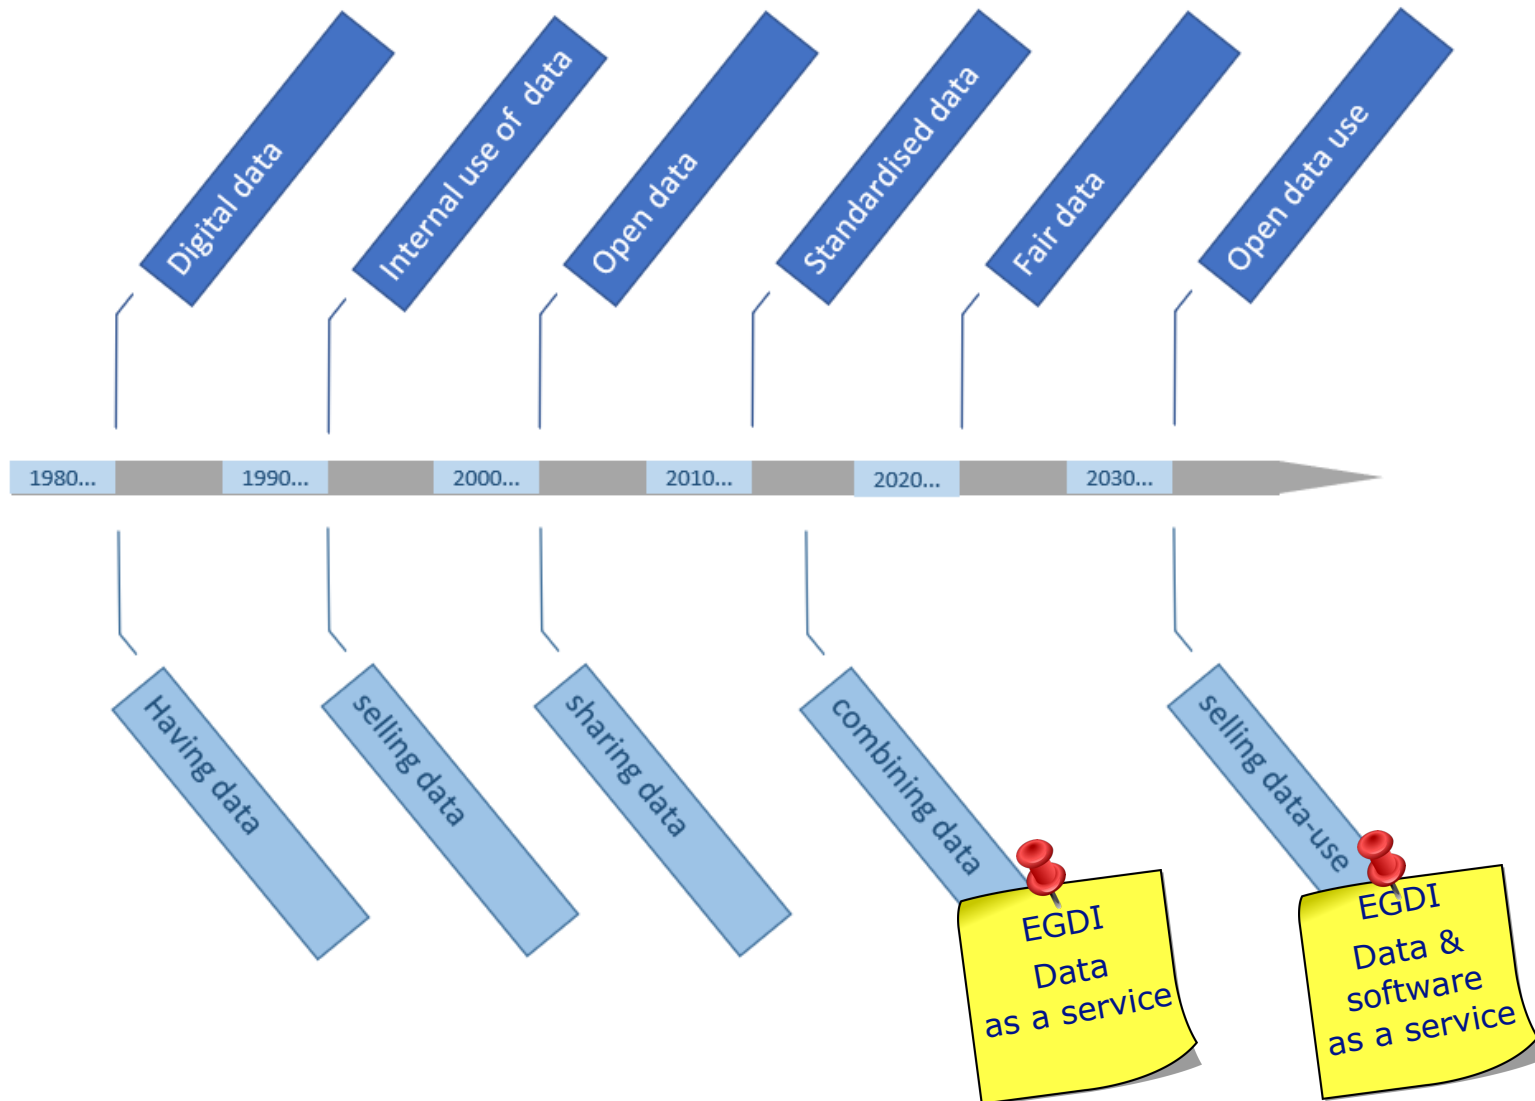 Digital data
Internal use of  data
Open data
Standardised data
Fair data
Open data use
1980...
1990...
2000...
2010...
2020...
2030...
Having data
selling data
sharing data
combining data
selling data-use
EGDI
Data
as a service
EGDI
Data &
software
as a service